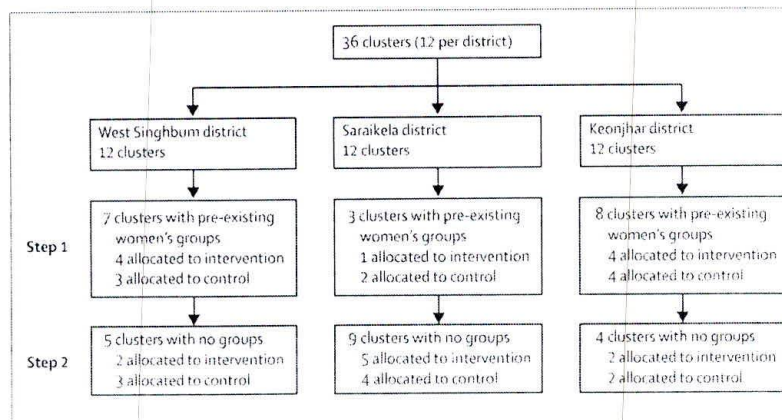 36 clusters (12 per district)
West Singhbum district
12 clusters
Saraikela district
12 clusters
Keonjhar district
12 clusters
Step 1
7 clusters with pre-existing
women's groups
4 allocated to intervention
3 allocated to control
3 clusters with pre-existing
women's groups
1 allocated to intervention
2 allocated to control
8 clusters with pre-existing
women's groups
4 allocated to intervention
4 allocated to control
Step 2
5 clusters with no groups
2 allocated to intervention
3 allocated to control
9 clusters with no groups
5 allocated to intervention
4 allocated to control
4 clusters with no groups
2 allocated to intervention
2 allocated to control